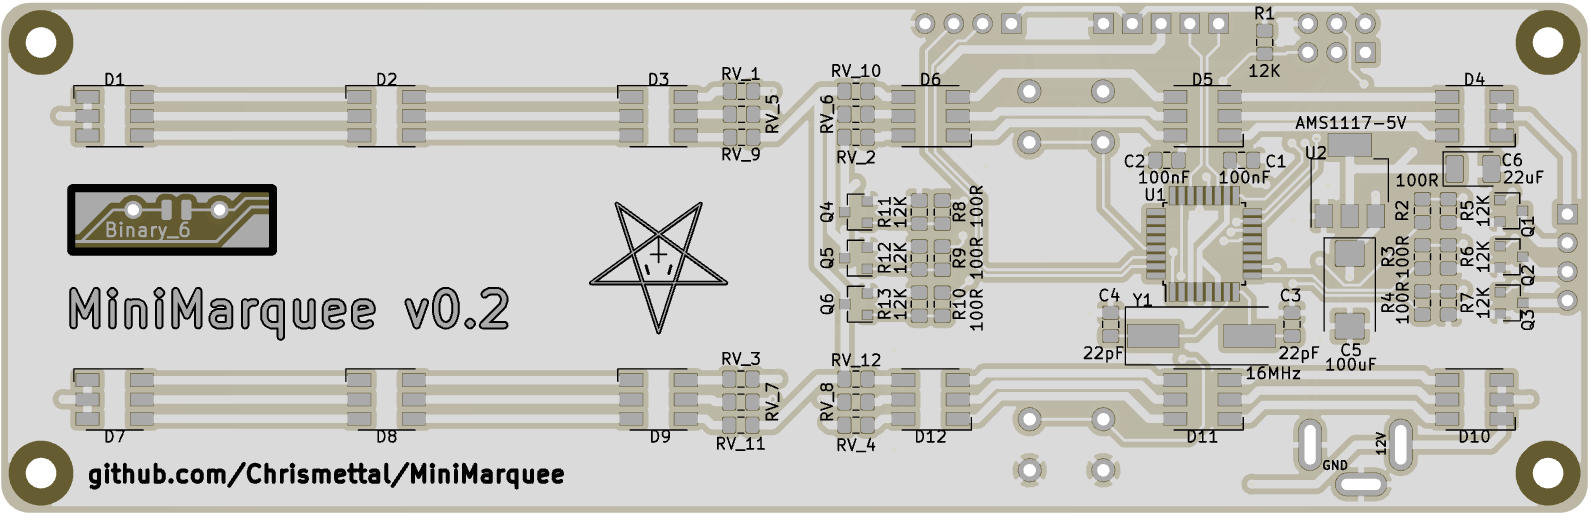 R1
12K
D1
D2
D3
RV_1
RV_5
RV_9
RV_10
RV_6
RV_2
D6
D5
D4
AMS1117-5V
U2
C2
100nF
C1
100nF
U1
C6
22uF
100R
R2
R5
12K
Q1
R3
100R
R6
12K
Q2
R4
100R
R7
12K
Q3
Q4
R11
12K
R8
100R
Q5
R12
12K
R9
100R
Q6
R13
12K
R10
100R
Binary_6
MiniMarquee v0.2
C4
22pF
Y1
16MHz
C3
22pF
C5
100uF
RV_3
RV_7
RV_11
RV_12
RV_8
RV_4
D7
D8
D9
D12
D11
D10
GND
12V
github.com/Chrismettal/MiniMarquee